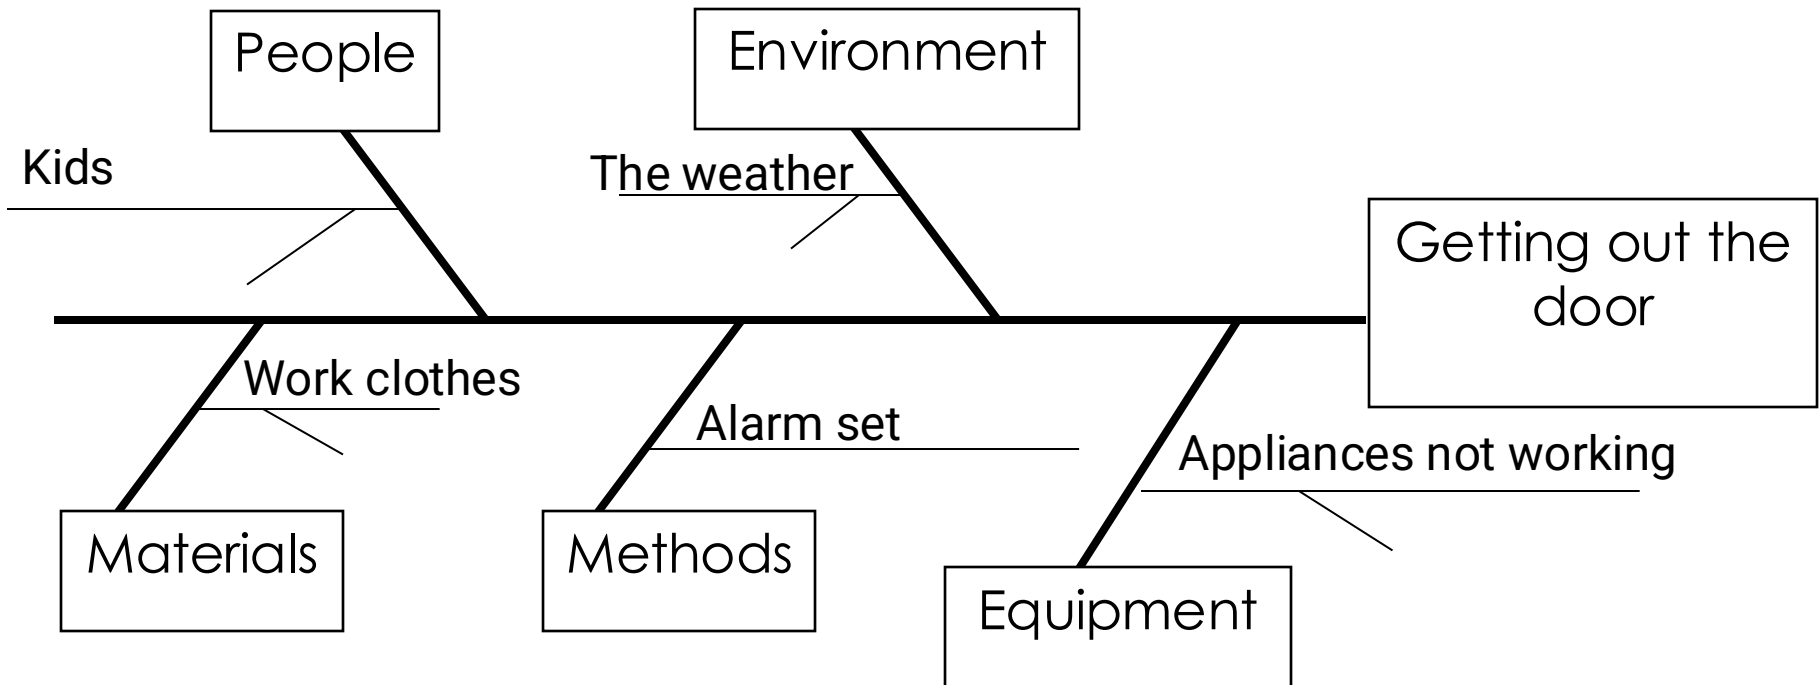 People
Environment
Kids
The weather
Getting out the
door
Work clothes
Alarm set
Appliances not working
Materials
Methods
Equipment